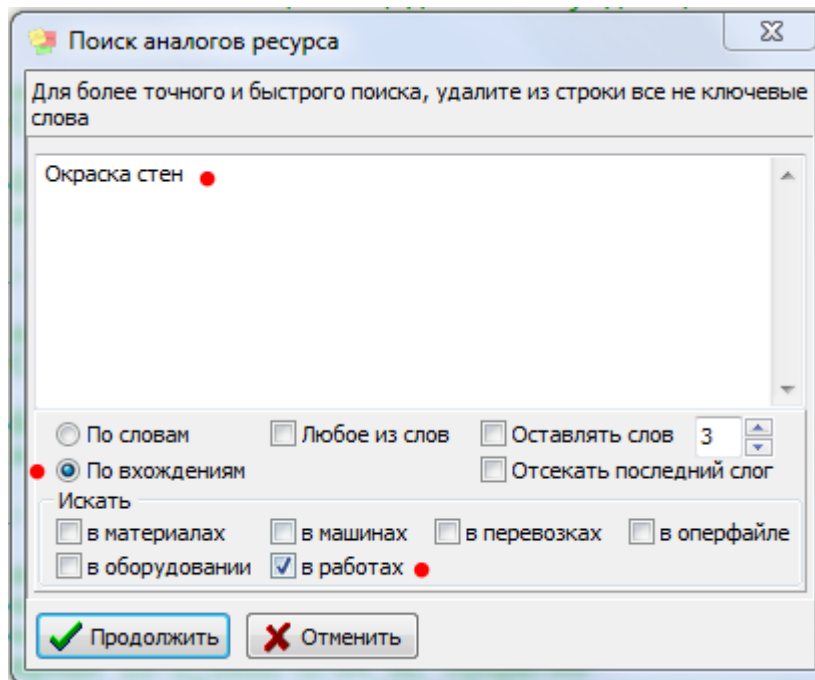 Поиск аналогов ресурса
Для более точного и быстрого поиска, удалите из строки все не ключевые
слова
Окраска стен
По словам Любое из слов Оставлять слов 3
По вхождениям Отсекать последний слог
Искать
в материалах в машинах в перевозках в оперфайле
в оборудовании в работах
Продолжить Отменить